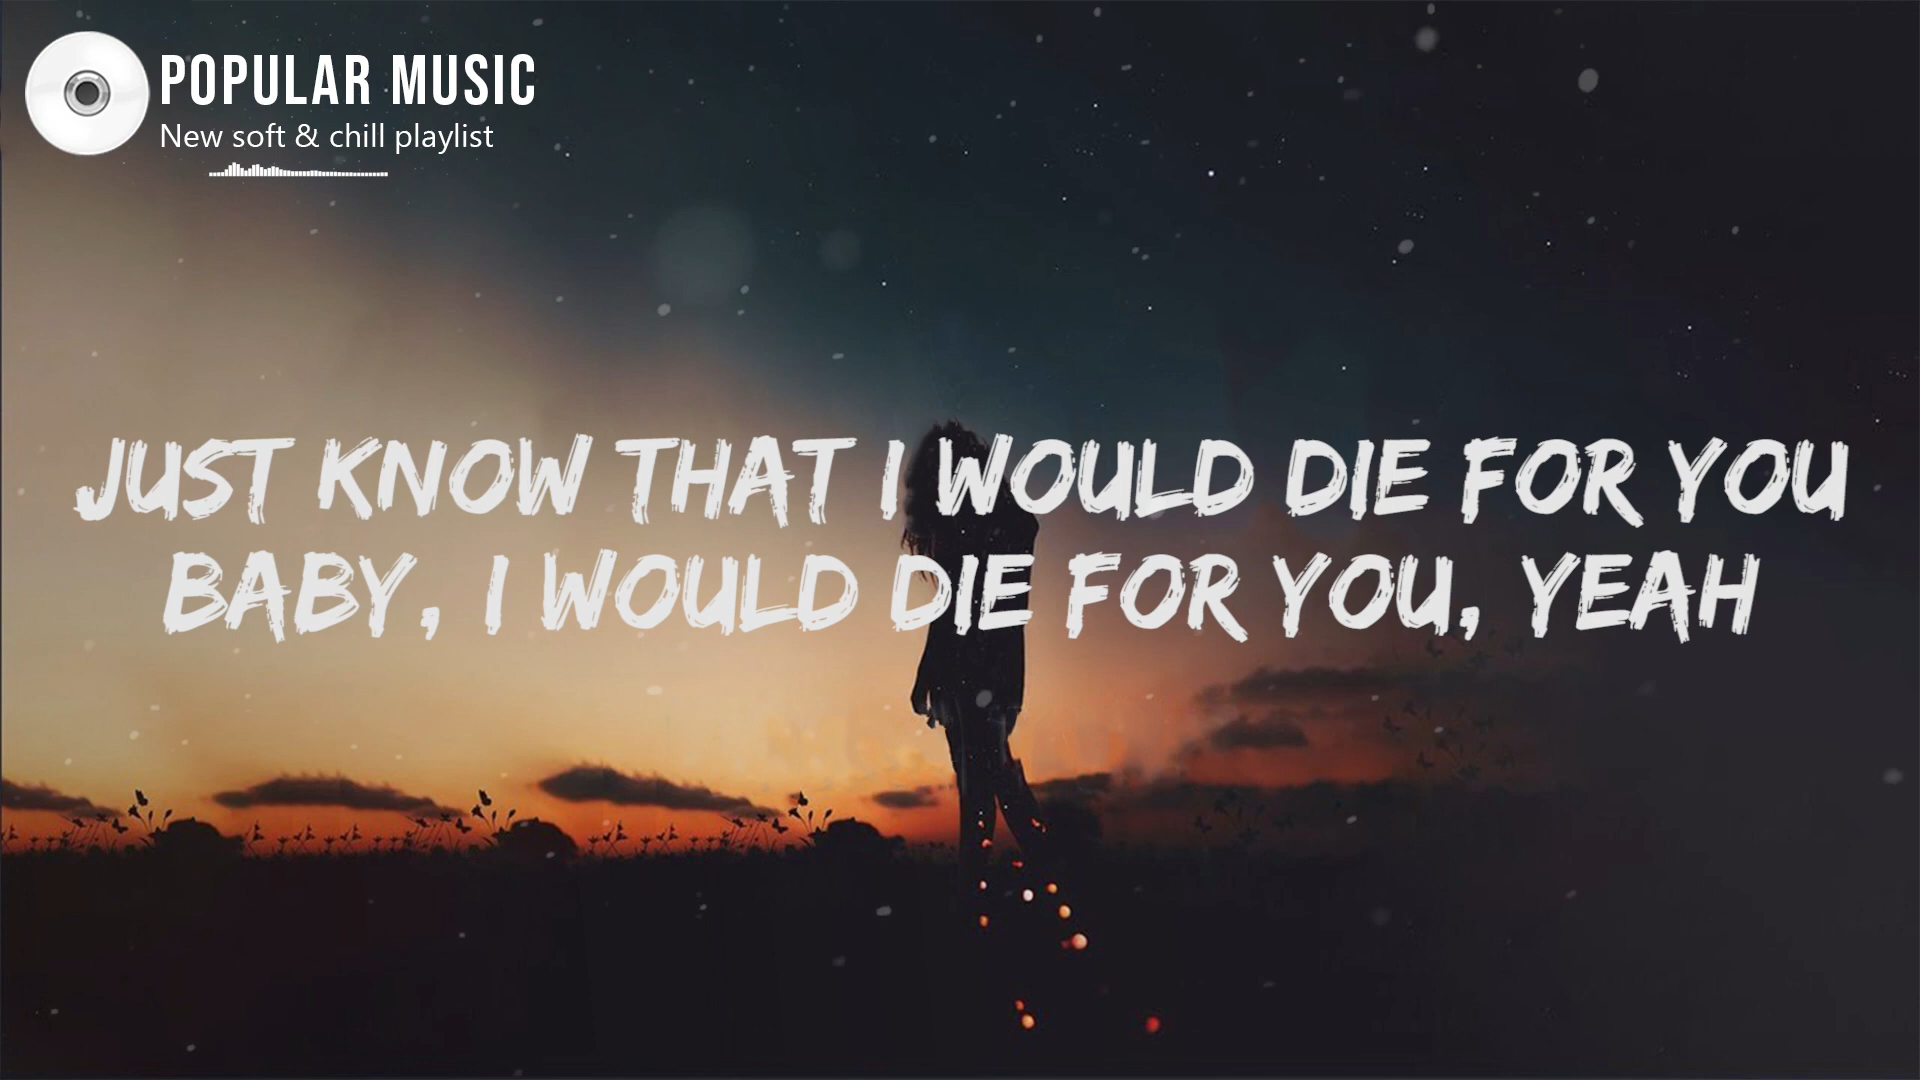 POPULAR MUSIC
New soft & chill playlist
JUST KNOW THAT I WOULD DIE FOR YOU
BABY, I WOULD DIE FOR YOU, YEAH